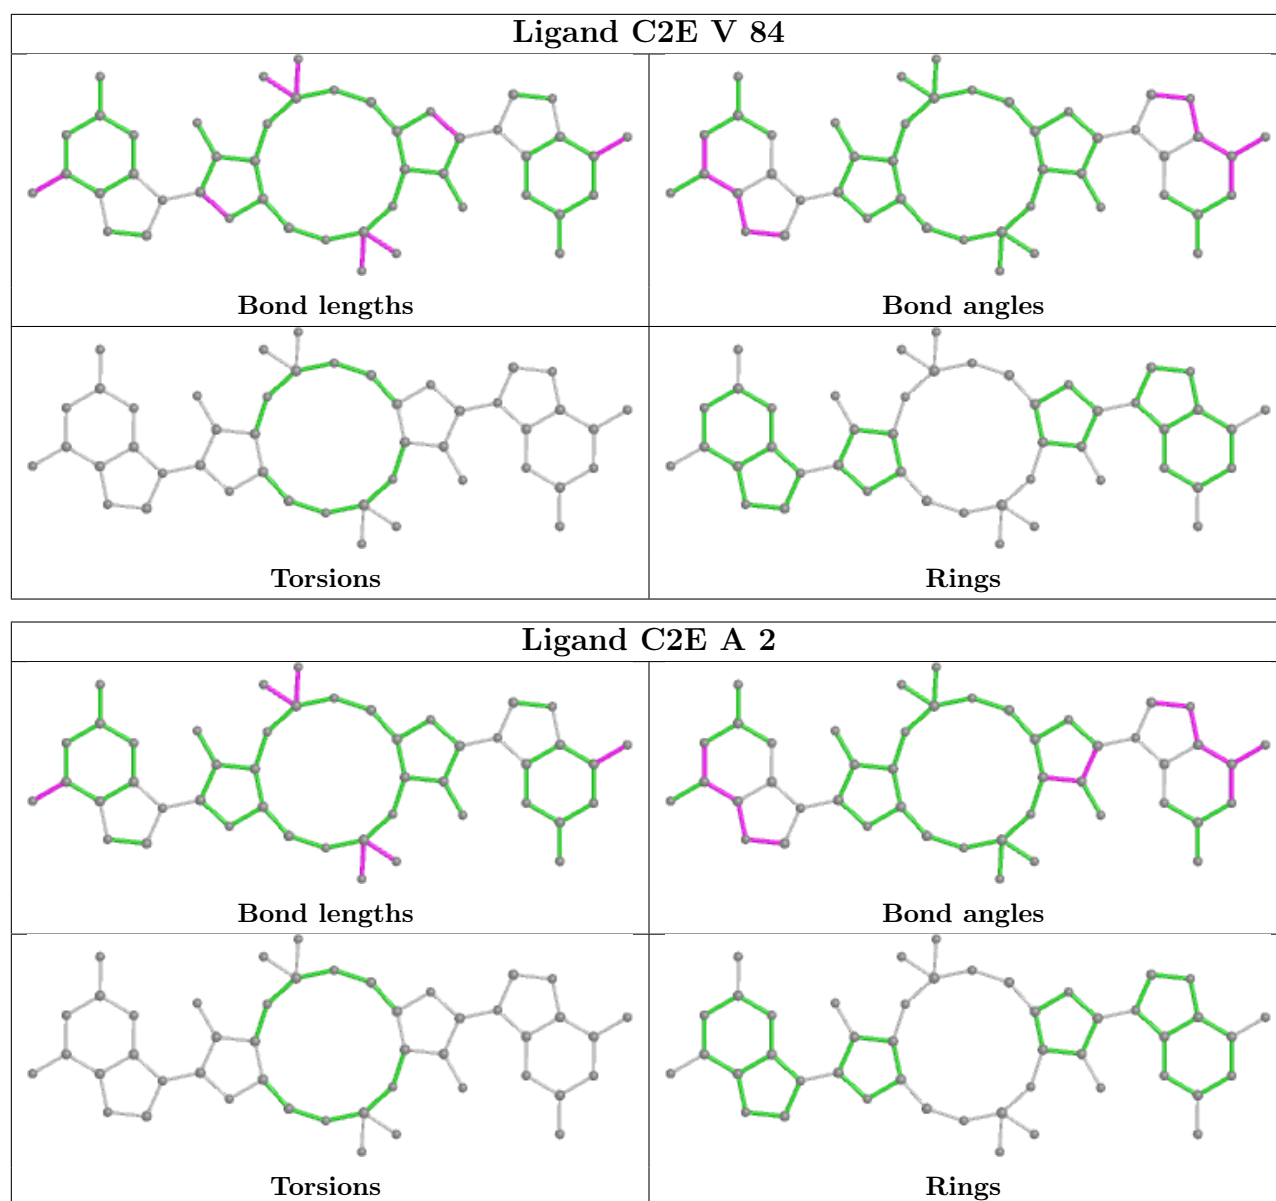 Ligand C2E V 84
Bond lengths
Bond angles
Torsions
Rings
Ligand C2E A 2
Bond lengths
Bond angles
Torsions
Rings